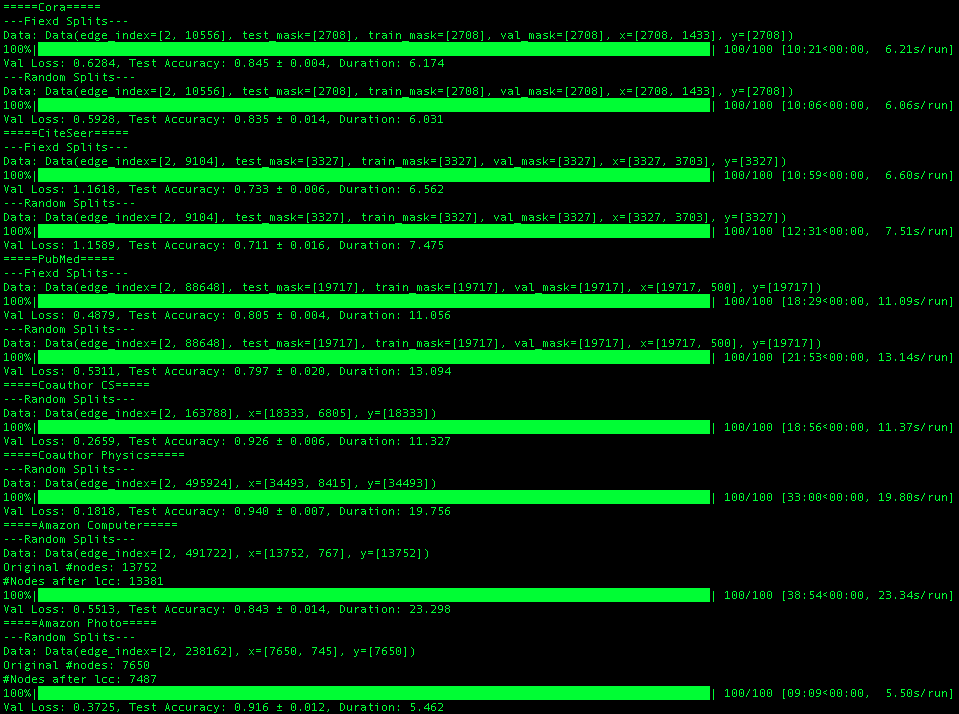 =====Cora=====
---Fiexd Splits---
Data: Data(edge_index=[2, 10556], test_mask=[2708], train_mask=[2708], val_mask=[2708], x=[2708, 1433], y=[2708])
100%| | 100/100 [10:21<00:00,  6.21s/run]
Val Loss: 0.6284, Test Accuracy: 0.845 ± 0.004, Duration: 6.174
---Random Splits---
Data: Data(edge_index=[2, 10556], test_mask=[2708], train_mask=[2708], val_mask=[2708], x=[2708, 1433], y=[2708])
100%| | 100/100 [10:06<00:00,  6.06s/run]
Val Loss: 0.5928, Test Accuracy: 0.835 ± 0.014, Duration: 6.031
=====CiteSeer=====
---Fiexd Splits---
Data: Data(edge_index=[2, 9104], test_mask=[3327], train_mask=[3327], val_mask=[3327], x=[3327, 3703], y=[3327])
100%| | 100/100 [10:59<00:00,  6.60s/run]
Val Loss: 1.1618, Test Accuracy: 0.733 ± 0.006, Duration: 6.562
---Random Splits---
Data: Data(edge_index=[2, 9104], test_mask=[3327], train_mask=[3327], val_mask=[3327], x=[3327, 3703], y=[3327])
100%| | 100/100 [12:31<00:00,  7.51s/run]
Val Loss: 1.1589, Test Accuracy: 0.711 ± 0.016, Duration: 7.475
=====PubMed=====
---Fiexd Splits---
Data: Data(edge_index=[2, 88648], test_mask=[19717], train_mask=[19717], val_mask=[19717], x=[19717, 500], y=[19717])
100%| | 100/100 [18:29<00:00, 11.09s/run]
Val Loss: 0.4879, Test Accuracy: 0.805 ± 0.004, Duration: 11.056
---Random Splits---
Data: Data(edge_index=[2, 88648], test_mask=[19717], train_mask=[19717], val_mask=[19717], x=[19717, 500], y=[19717])
100%| | 100/100 [21:53<00:00, 13.14s/run]
Val Loss: 0.5311, Test Accuracy: 0.797 ± 0.020, Duration: 13.094
=====Coauthor CS=====
---Random Splits---
Data: Data(edge_index=[2, 163788], x=[18333, 6805], y=[18333])
100%| | 100/100 [18:56<00:00, 11.37s/run]
Val Loss: 0.2659, Test Accuracy: 0.926 ± 0.006, Duration: 11.327
=====Coauthor Physics=====
---Random Splits---
Data: Data(edge_index=[2, 495924], x=[34493, 8415], y=[34493])
100%| | 100/100 [33:00<00:00, 19.80s/run]
Val Loss: 0.1818, Test Accuracy: 0.940 ± 0.007, Duration: 19.756
=====Amazon Computer=====
---Random Splits---
Data: Data(edge_index=[2, 491722], x=[13752, 767], y=[13752])
Original #nodes: 13752
#Nodes after lcc: 13381
100%| | 100/100 [38:54<00:00, 23.34s/run]
Val Loss: 0.5513, Test Accuracy: 0.843 ± 0.014, Duration: 23.298
=====Amazon Photo=====
---Random Splits---
Data: Data(edge_index=[2, 238162], x=[7650, 745], y=[7650])
Original #nodes: 7650
#Nodes after lcc: 7487
100%| | 100/100 [09:09<00:00,  5.50s/run]
Val Loss: 0.3725, Test Accuracy: 0.916 ± 0.012, Duration: 5.462